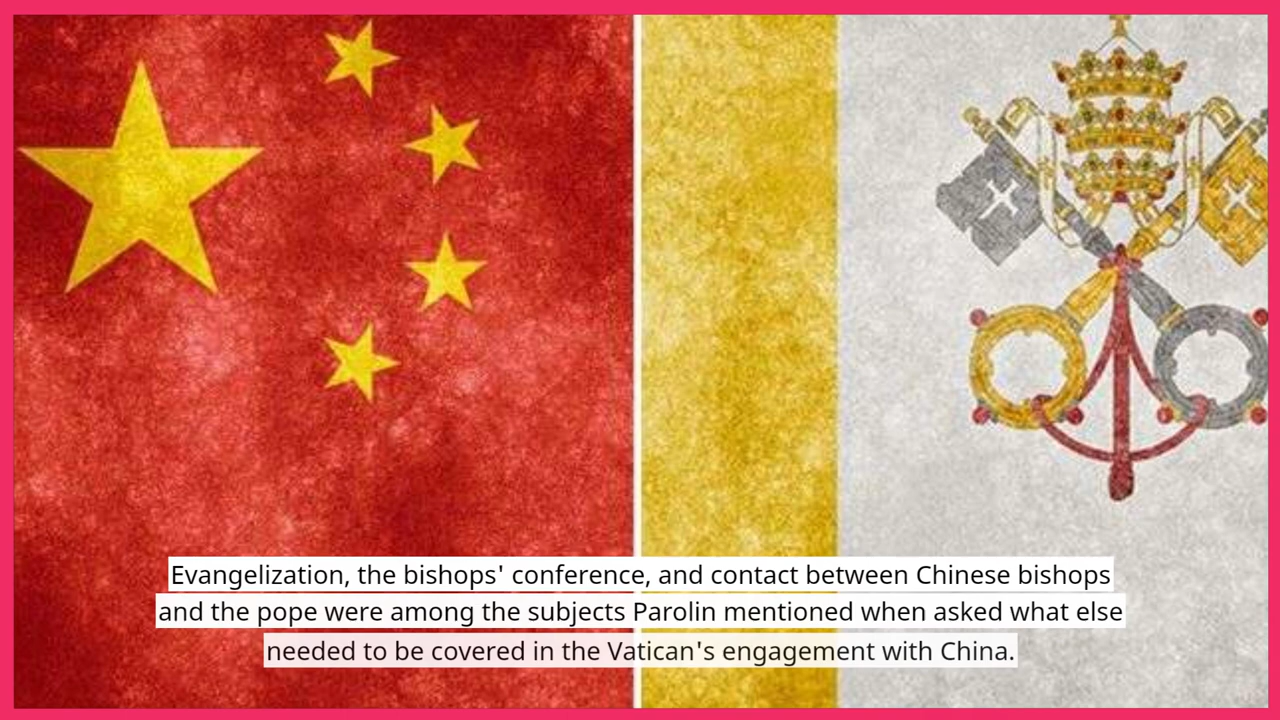 Evangelization, the bishops' conference, and contact between Chinese bishops
and the pope were among the subjects Parolin mentioned when asked what else
needed to be covered in the Vatican's engagement with China.